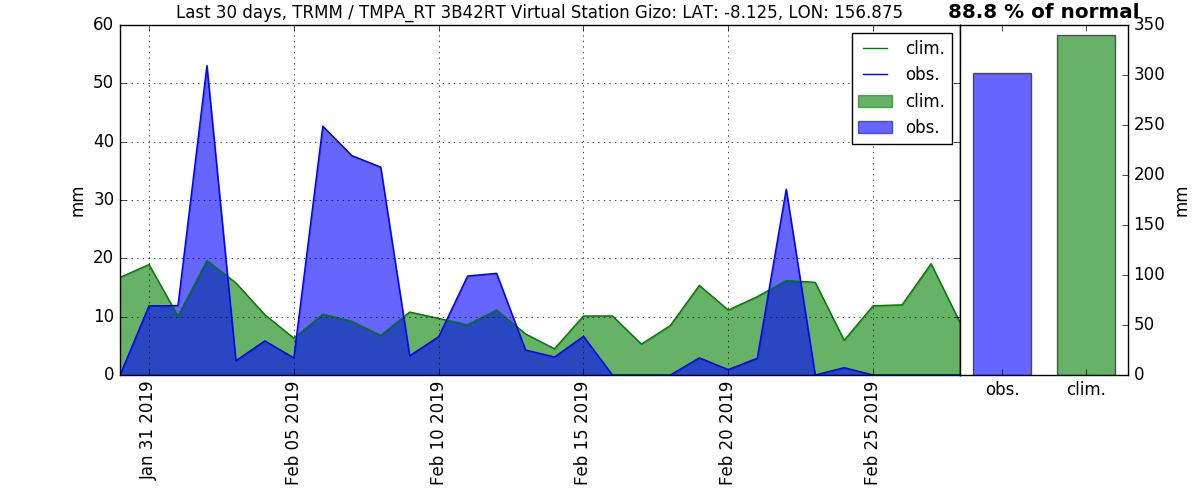 Last 30 days, TRMM / TMPA_RT 3B42RT Virtual Station Gizo: LAT: -8.125, LON: 156.875
88.8 % of normal
60
50
40
30
20
10
0
mm
clim.
obs.
clim.
obs.
Jan 31 2019
Feb 05 2019
Feb 10 2019
Feb 15 2019
Feb 20 2019
Feb 25 2019
350
300
250
200
150
100
50
0
mm
obs.
clim.